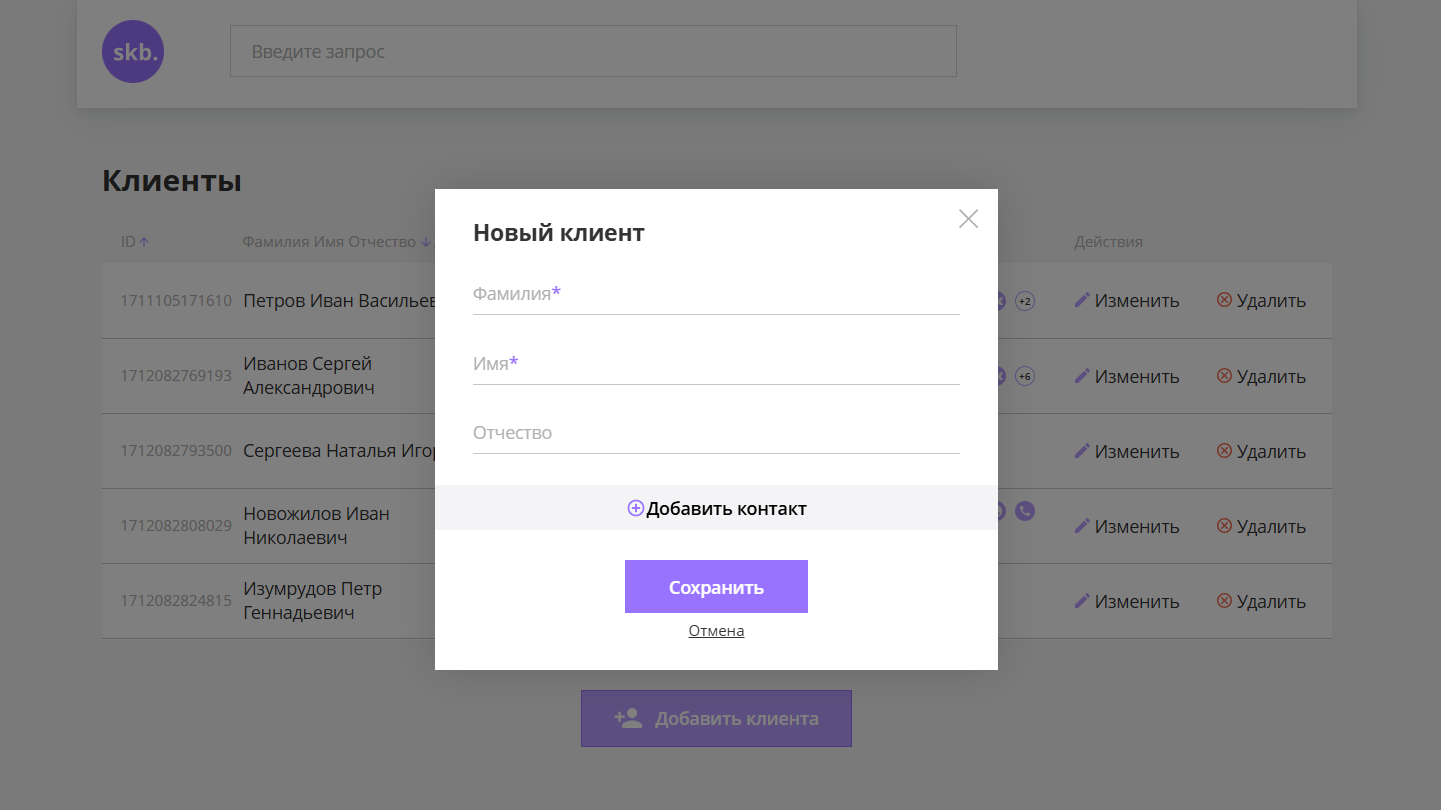 skb.
Введите запрос
Клиенты
ID Фамилия Имя Отчество Действия
Новый клиент
Фамилия*
Имя*
Отчество
Добавить контакт
Сохранить
Отмена
1711105171610 Петров Иван +2 Изменить Удалить
1712082769193 Иванов Сергей Александрович +6 Изменить Удалить
1712082793500 Сергеева Наталья Изменить Удалить
1712082808029 Новожилов Иван Николаевич Изменить Удалить
1712082824815 Изумрудов Петр Геннадьевич Изменить Удалить
Добавить клиента